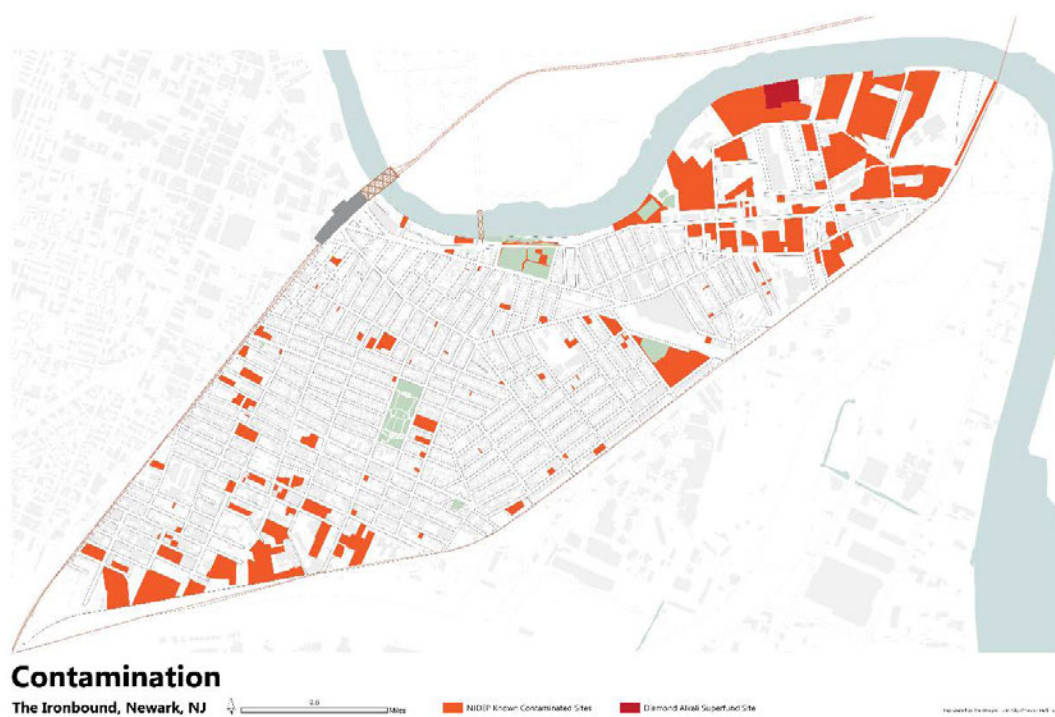 Contamination
The Ironbound, Newark, NJ
Miles
NJDEP Known Contaminated Sites
Diamond Alkali Superfund Site